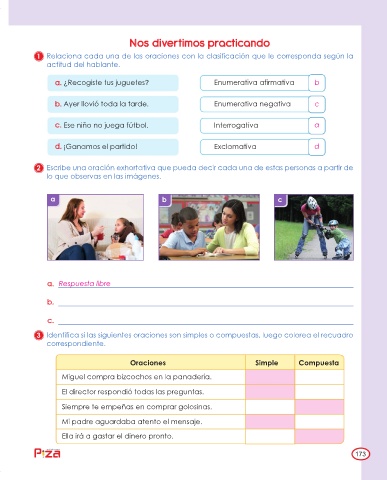 Nos divertimos practicando
1 Relaciona cada una de las oraciones con la clasificación que le corresponda según la
actitud del hablante.
a. ¿Recogiste tus juguetes? Enumerativa afirmativa b
b. Ayer llovió toda la tarde. Enumerativa negativa c
c. Ese niño no juega fútbol. Interrogativa a
d. ¡Ganamos el partido! Exclamativa d
2 Escribe una oración exhortativa que pueda decir cada una de estas personas a partir de
lo que observas en las imágenes.
a b c
a. Respuesta libre
b.
c.
3 Identifica si las siguientes oraciones son simples o compuestas, luego colorea el recuadro
correspondiente.
Oraciones Simple Compuesta
Miguel compra bizcochos en la panadería.
El director respondió todas las preguntas.
Siempre te empeñas en comprar golosinas.
Mi padre aguardaba atento el mensaje.
Ella irá a gastar el dinero pronto.
Piza 173